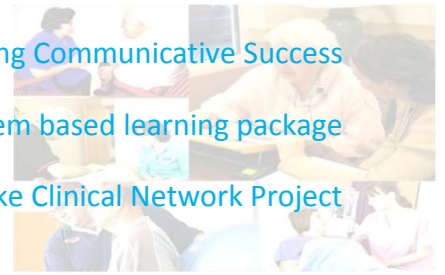 ng Communicative Success
em based learning package
ke Clinical Network Project